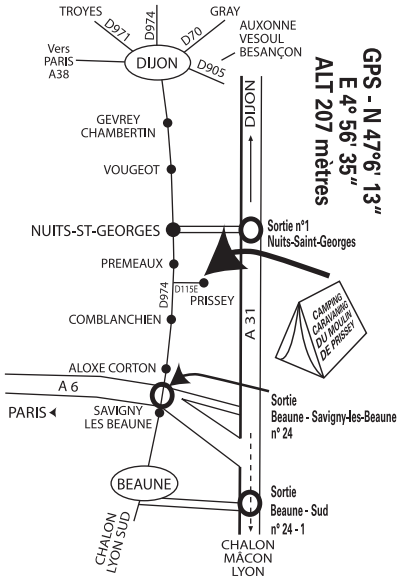 TROYES
D974
GRAY
D971
D70
AUXONNE
VESOUL
BESANÇON
Vers
PARIS
A38
DIJON
D905
GPS - N 47°6' 13"
E 4° 56' 35"
ALT 207 mètres
DIJON
GEVREY
CHAMBERTIN
VOUGEOT
NUITS-ST-GEORGES
Sortie n°1
Nuits-Saint-Georges
PREMEAUX
D974
D115E
PRISSEY
CAMPING
CARAVANING
DU MOULIN
DE PRISSEY
COMBLANCHIEN
A 31
ALOXE CORTON
A 6
PARIS
SAVIGNY
LES BEAUNE
Sortie
Beaune - Savigny-les-Beaune
n° 24
BEAUNE
Sortie
Beaune - Sud
n° 24 - 1
CHALON
LYON SUD
CHALON
MÂCON
LYON